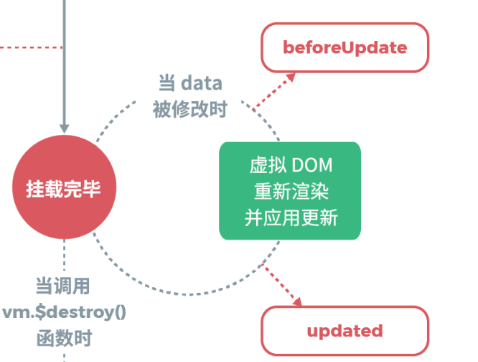 beforeUpdate
当 data
被修改时
虚拟 DOM
重新渲染
并应用更新
挂载完毕
当调用
vm.$destroy()
函数时
updated